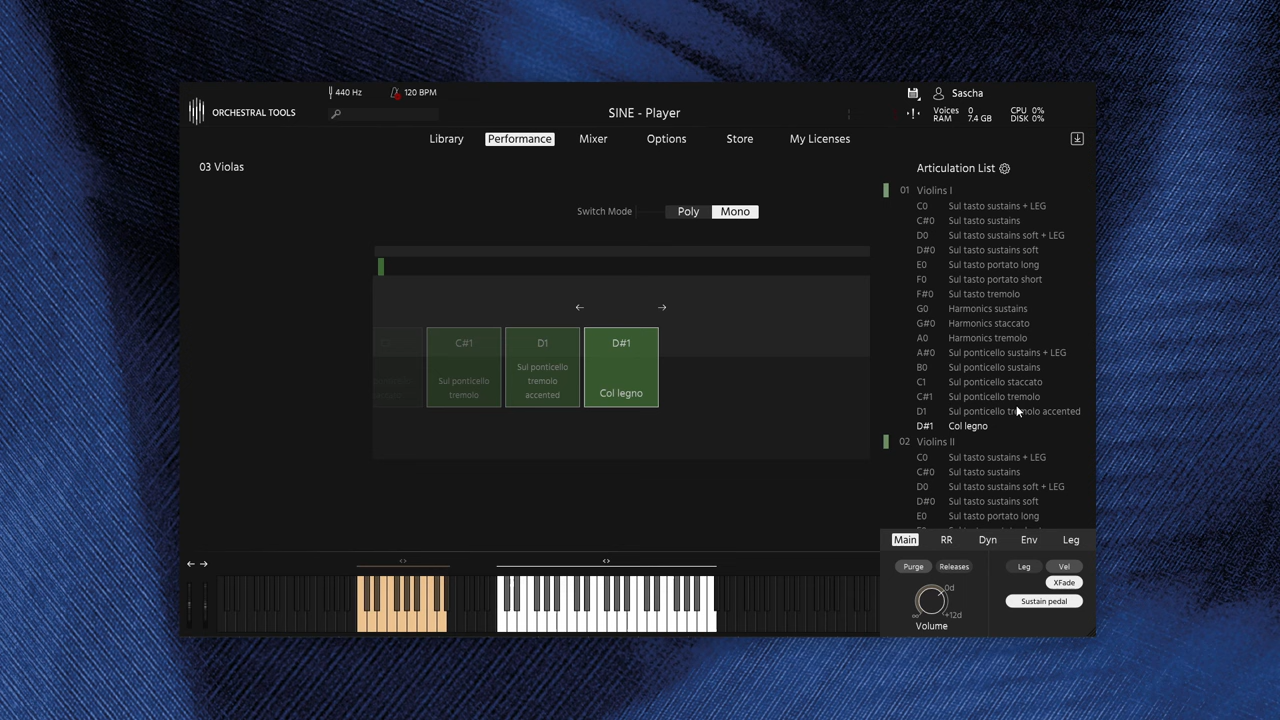 440 Hz
120 BPM
Sascha
ORCHESTRAL TOOLS
SINE - Player
Voices 0
RAM 7.4 GB
CPU 0%
DISK 0%
Library
Performance
Mixer
Options
Store
My Licenses
03 Violas
Switch Mode
Poly
Mono
C#1
Sul ponticello
tremolo
D1
Sul ponticello
tremolo
accented
D#1
Col legno
Articulation List
01 Violins I
C0 Sul tasto sustains + LEG
C#0 Sul tasto sustains
D0 Sul tasto sustains soft + LEG
D#0 Sul tasto sustains soft
E0 Sul tasto portato long
F0 Sul tasto portato short
F#0 Sul tasto tremolo
G0 Harmonics sustains
G#0 Harmonics staccato
A0 Harmonics tremolo
A#0 Sul ponticello sustains + LEG
B0 Sul ponticello sustains
C1 Sul ponticello staccato
C#1 Sul ponticello tremolo
D1 Sul ponticello tremolo accented
D#1 Col legno
02 Violins II
C0 Sul tasto sustains + LEG
C#0 Sul tasto sustains
D0 Sul tasto sustains soft + LEG
D#0 Sul tasto sustains soft
E0 Sul tasto portato long
Main
RR
Dyn
Env
Leg
Purge
Releases
Leg
Vel
XFade
Sustain pedal
0d
∞
+12d
Volume